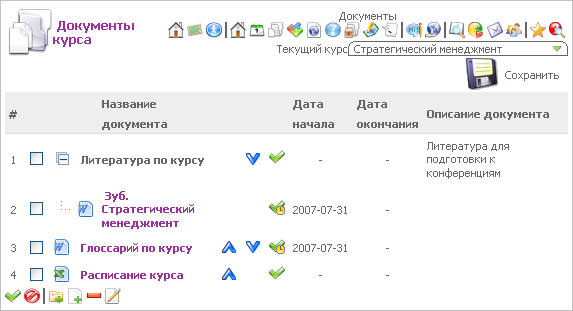 Документы
Документы
курса
Текущий курс Стратегический менеджмент
Сохранить
# Название документа Дата начала Дата окончания Описание документа
1 Литература по курсу - - Литература для подготовки к конференциям
2 Зуб. Стратегический менеджмент 2007-07-31 -
3 Глоссарий по курсу 2007-07-31 -
4 Расписание курса - -